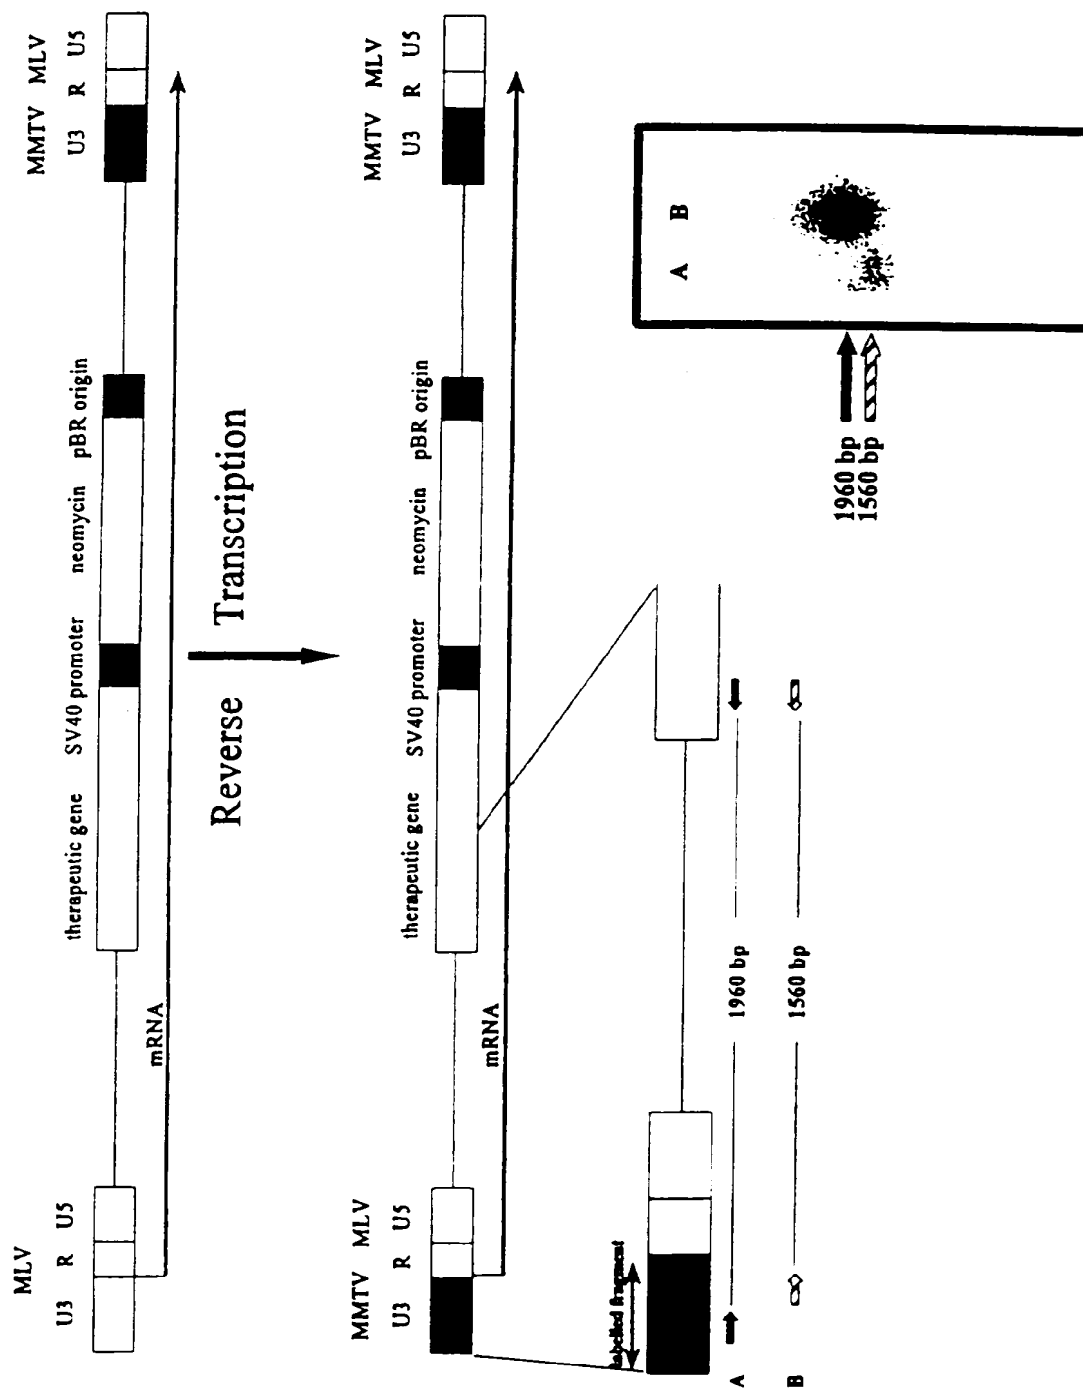 MLV MMTV MLV
U3 R U5 therapeutic gene SV40 promoter neomycin pBR origin U3 R U5
mRNA
Reverse Transcription
MMTV MLV MMTV MLV
U3 R U5 therapeutic gene SV40 promoter neomycin pBR origin U3 R U5
mRNA
Labelled fragment
A 1960 bp
B 1560 bp
A
B
1960 bp
1560 bp